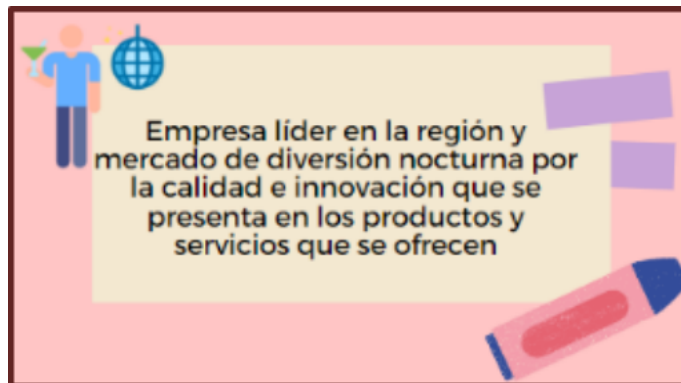 Empresa líder en la región y
mercado de diversión nocturna por
la calidad e innovación que se
presenta en los productos y
servicios que se ofrecen